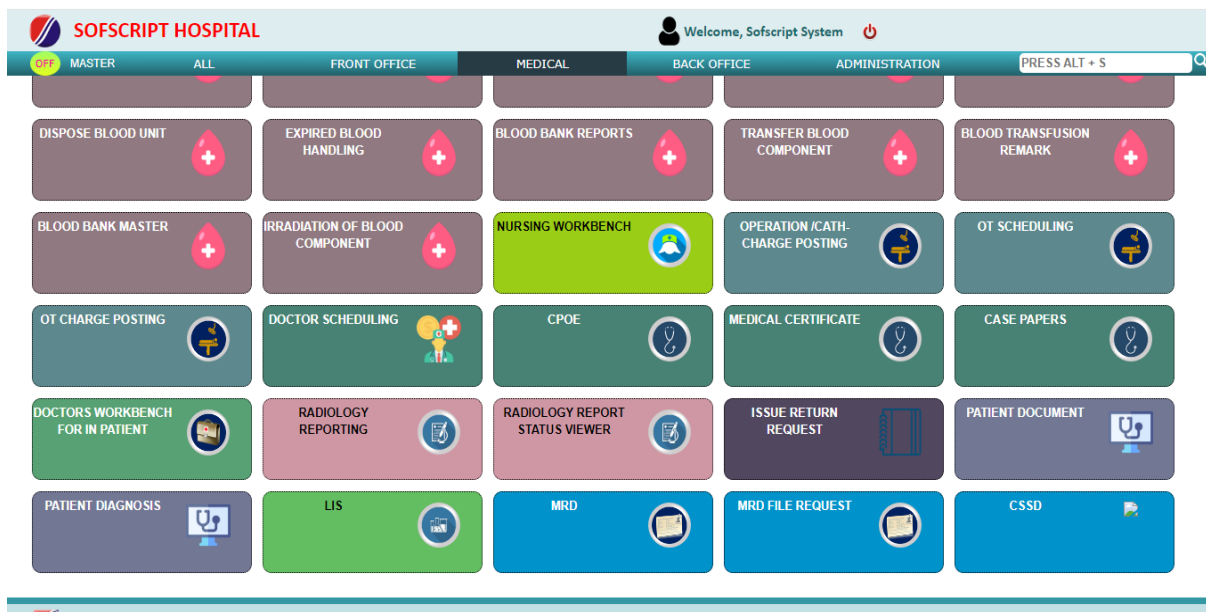 SOFSCRIPT HOSPITAL
Welcome, Sofscript System
OFF MASTER ALL FRONT OFFICE MEDICAL BACK OFFICE ADMINISTRATION PRESS ALT + S
DISPOSE BLOOD UNIT
EXPIRED BLOOD
HANDLING
BLOOD BANK REPORTS
TRANSFER BLOOD
COMPONENT
BLOOD TRANSFUSION
REMARK
BLOOD BANK MASTER
IRRADIATION OF BLOOD
COMPONENT
NURSING WORKBENCH
OPERATION /CATH-
CHARGE POSTING
OT SCHEDULING
OT CHARGE POSTING
DOCTOR SCHEDULING
CPOE
MEDICAL CERTIFICATE
CASE PAPERS
DOCTORS WORKBENCH
FOR IN PATIENT
RADIOLOGY
REPORTING
RADIOLOGY REPORT
STATUS VIEWER
ISSUE RETURN
REQUEST
PATIENT DOCUMENT
PATIENT DIAGNOSIS
LIS
MRD
MRD FILE REQUEST
CSSD